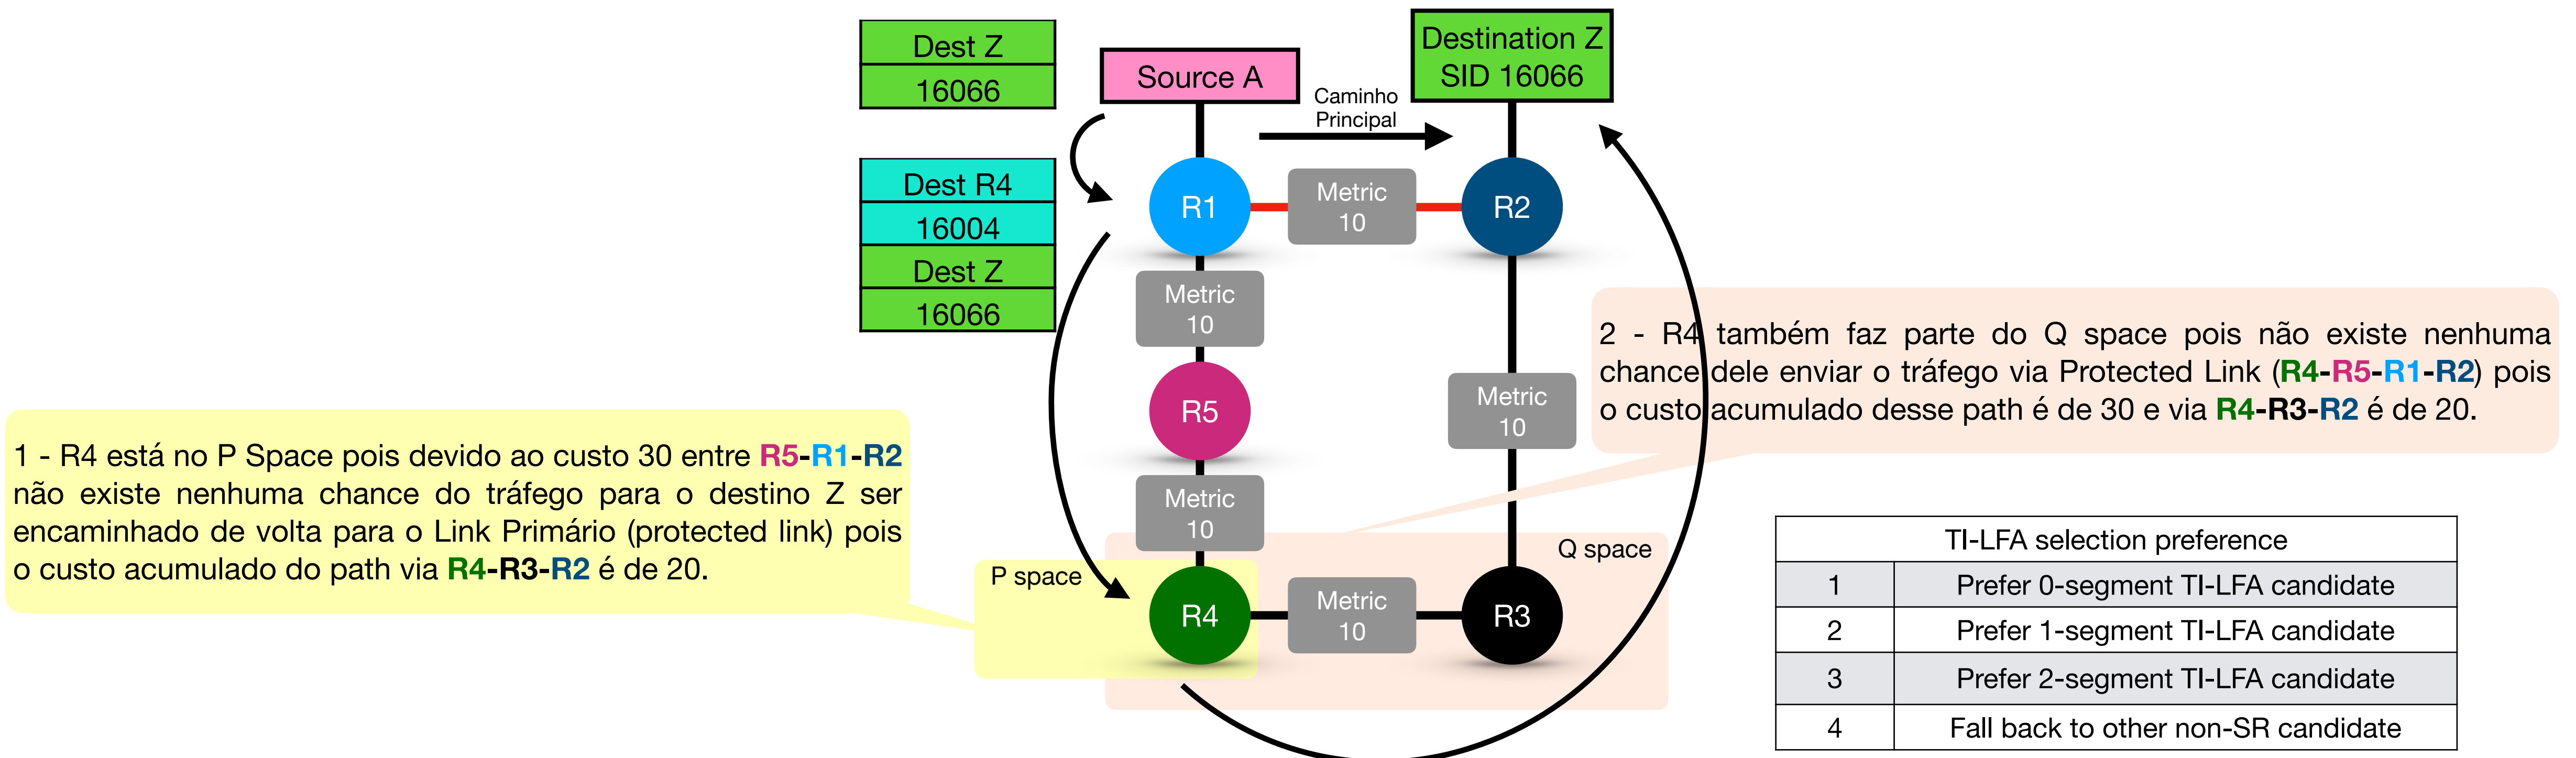 Dest Z
16066
Source A
Destination Z
SID 16066
Caminho
Principal
Dest R4
16004
Dest Z
16066
R1
Metric
10
R2
Metric
10
R5
Metric
10
Metric
10
R4
Metric
10
R3
P space
Q space
1 - R4 está no P Space pois devido ao custo 30 entre R5-R1-R2
não existe nenhuma chance do tráfego para o destino Z ser
encaminhado de volta para o Link Primário (protected link) pois
o custo acumulado do path via R4-R3-R2 é de 20.
2 - R4 também faz parte do Q space pois não existe nenhuma
chance dele enviar o tráfego via Protected Link (R4-R5-R1-R2) pois
o custo acumulado desse path é de 30 e via R4-R3-R2 é de 20.
TI-LFA selection preference
1 Prefer 0-segment TI-LFA candidate
2 Prefer 1-segment TI-LFA candidate
3 Prefer 2-segment TI-LFA candidate
4 Fall back to other non-SR candidate